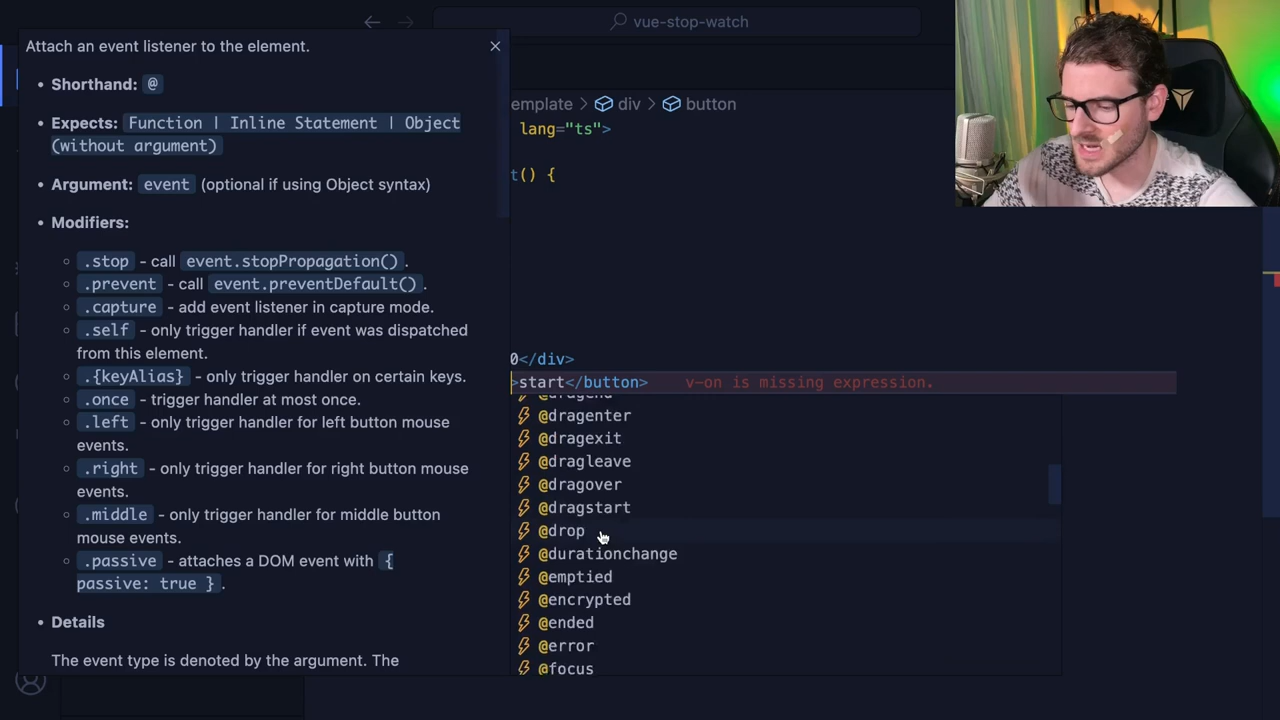 vue-stop-watch
Attach an event listener to the element.
• Shorthand: @
• Expects: Function | Inline Statement | Object
(without argument)
• Argument: event (optional if using Object syntax)
• Modifiers:
.stop - call event.stopPropagation().
.prevent - call event.preventDefault().
.capture - add event listener in capture mode.
.self - only trigger handler if event was dispatched
from this element.
.{keyAlias} - only trigger handler on certain keys.
.once - trigger handler at most once.
.left - only trigger handler for left button mouse
events.
.right - only trigger handler for right button mouse
events.
.middle - only trigger handler for middle button
mouse events.
.passive - attaches a DOM event with {
passive: true }.
• Details
The event type is denoted by the argument. The
emplate > div > button
lang="ts">
t() {
0</div>
>start</button> v-on is missing expression.
@dragend
@dragenter
@dragexit
@dragleave
@dragover
@dragstart
@drop
@durationchange
@emptied
@encrypted
@ended
@error
@focus